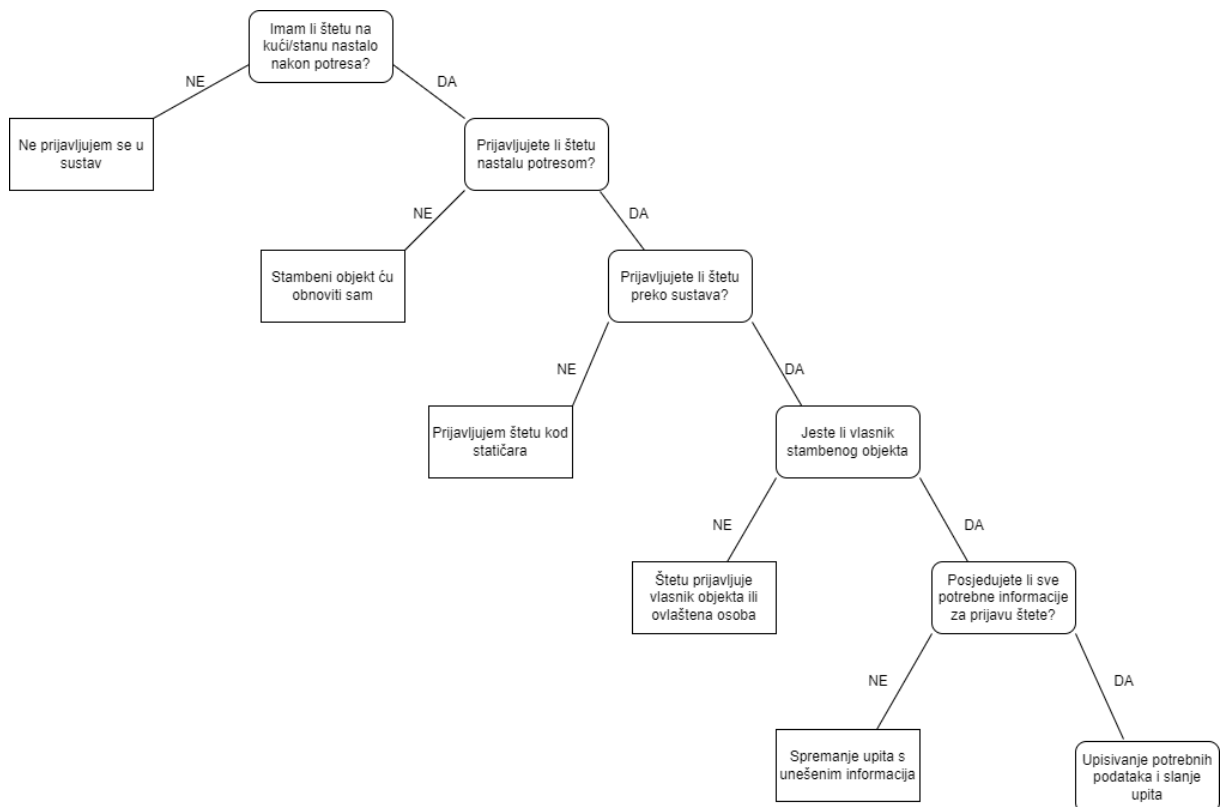 Imam li štetu na
kući/stanu nastalo
nakon potresa?
NE
DA
Ne prijavljujem se u
sustav
Prijavljujete li štetu
nastalu potresom?
NE
DA
Stambeni objekt ću
obnoviti sam
Prijavljujete li štetu
preko sustava?
NE
DA
Prijavljujem štetu kod
statičara
Jeste li vlasnik
stambenog objekta
NE
DA
Štetu prijavljuje
vlasnik objekta ili
ovlaštena osoba
Posjedujete li sve
potrebne informacije
za prijavu štete?
NE
DA
Spremanje upita s
unešenim informacija
Upisivanje potrebnih
podataka i slanje
upita